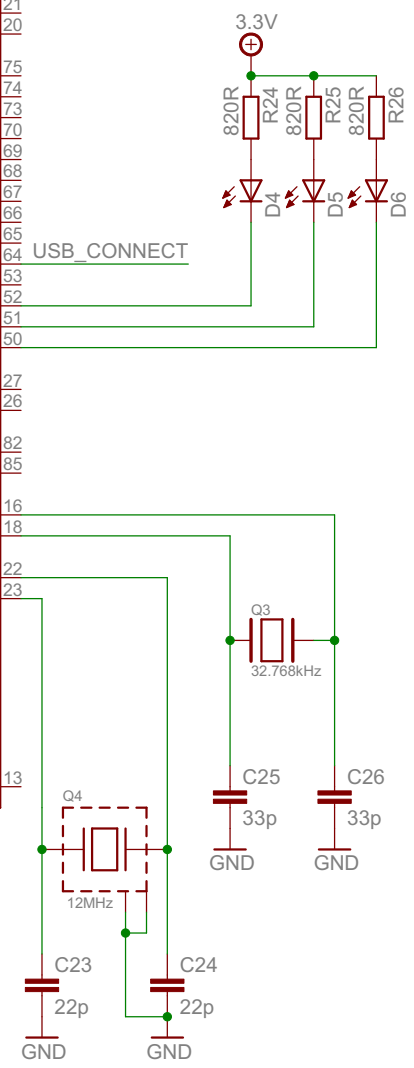 21
20
3.3V
75
74
73
70
69
68
67
66
65
64
53
52
51
50
820R
R24
820R
R25
820R
R26
D4
D5
D6
USB_CONNECT
27
26
82
85
16
18
22
23
Q3
32.768kHz
13
C25
33p
GND
C26
33p
GND
Q4
12MHz
C23
22p
GND
C24
22p
GND